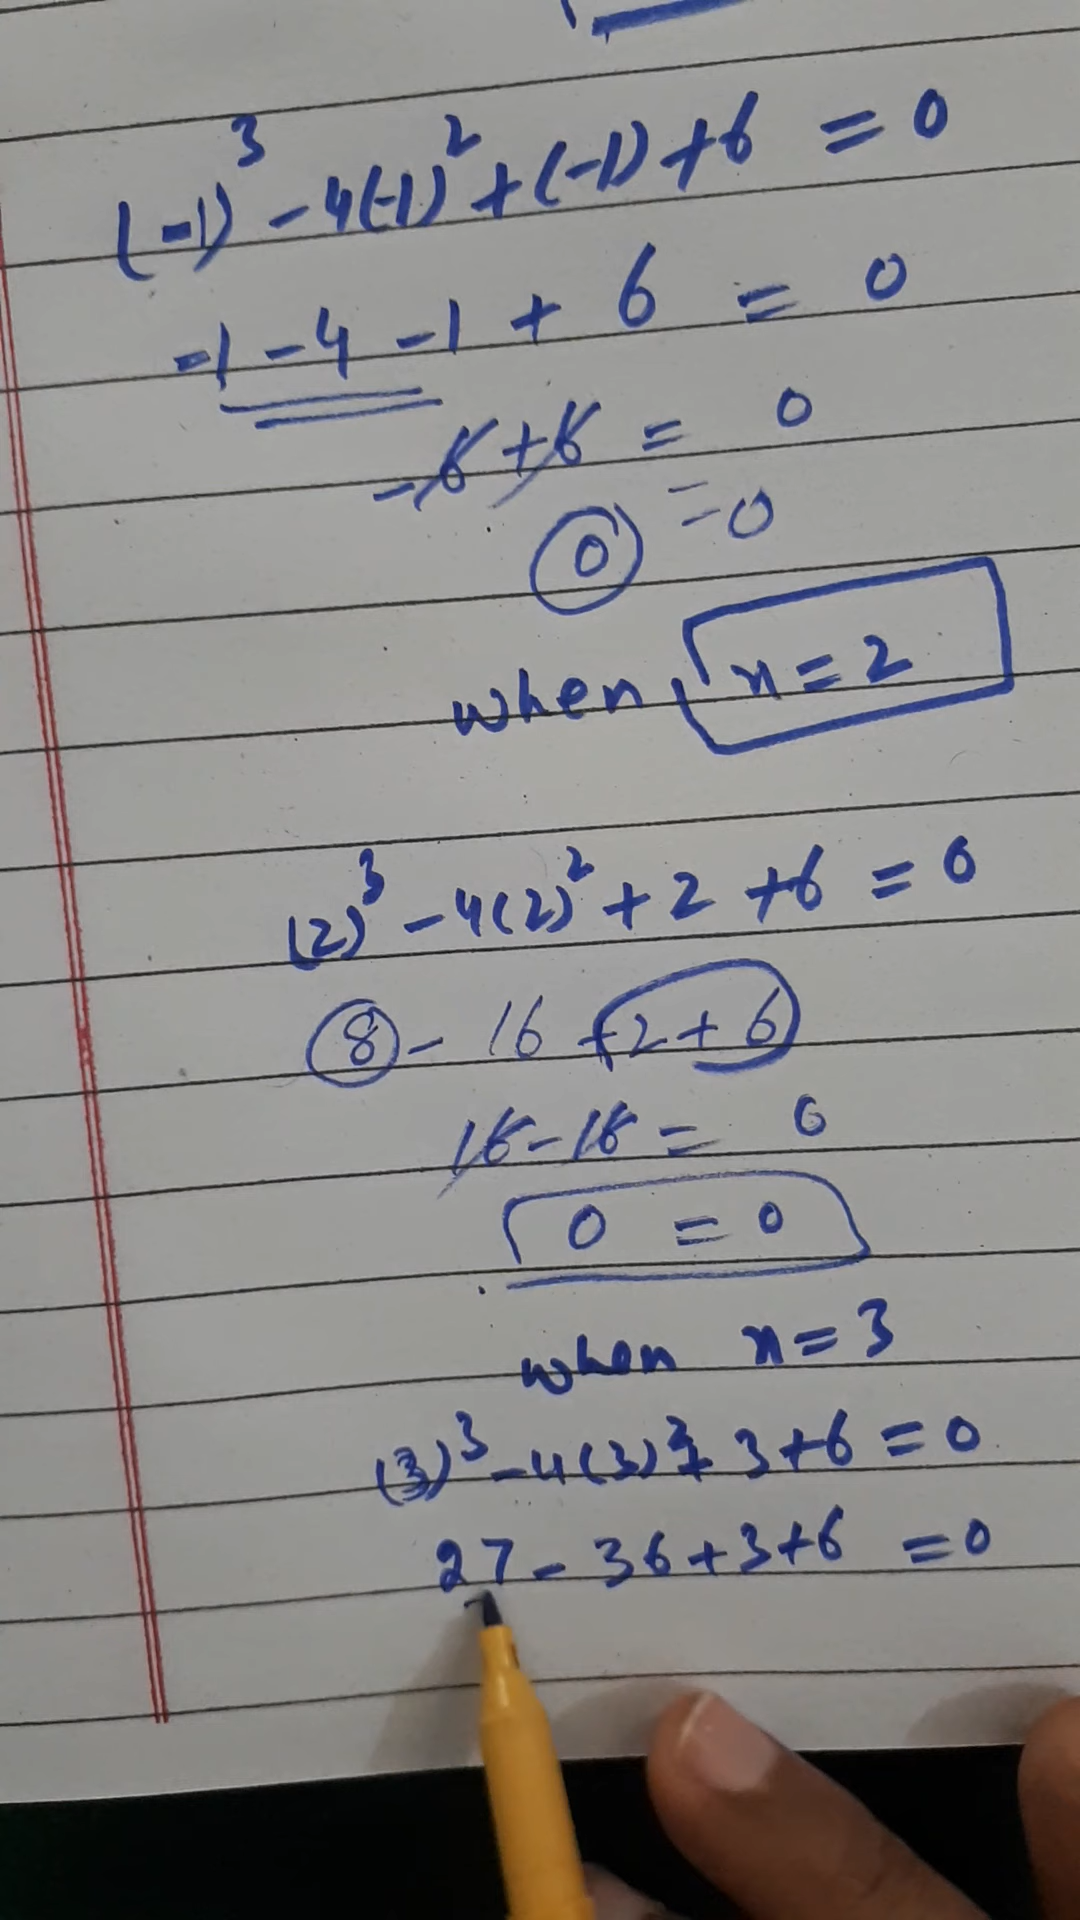 (-1)³ - 4(-1)² + (-1) + 6 = 0
-1 - 4 - 1 + 6 = 0
-6 + 6 = 0
0 = 0
when x = 2
(2)³ - 4(2)² + 2 + 6 = 0
8 - 16 + 2 + 6
16 - 16 = 0
0 = 0
when x = 3
(3)³ - 4(3)² + 3 + 6 = 0
27 - 36 + 3 + 6 = 0